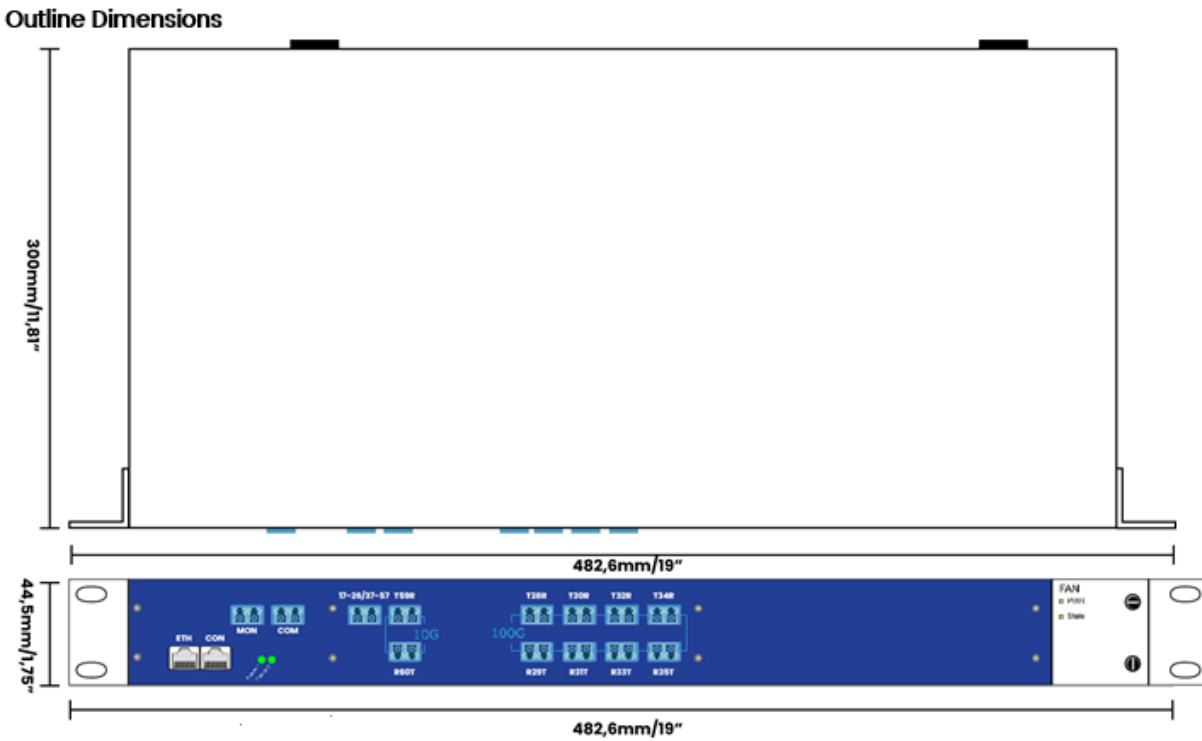 Outline Dimensions
300mm/11,81”
482,6mm/19”
44,5mm/1,75”
17-26/37-57 T59R
T28R T30R T32R T34R
FAN
State
MON COM
10G
100G
ETH CON
R60T
R29T R31T R33T R35T
482,6mm/19”